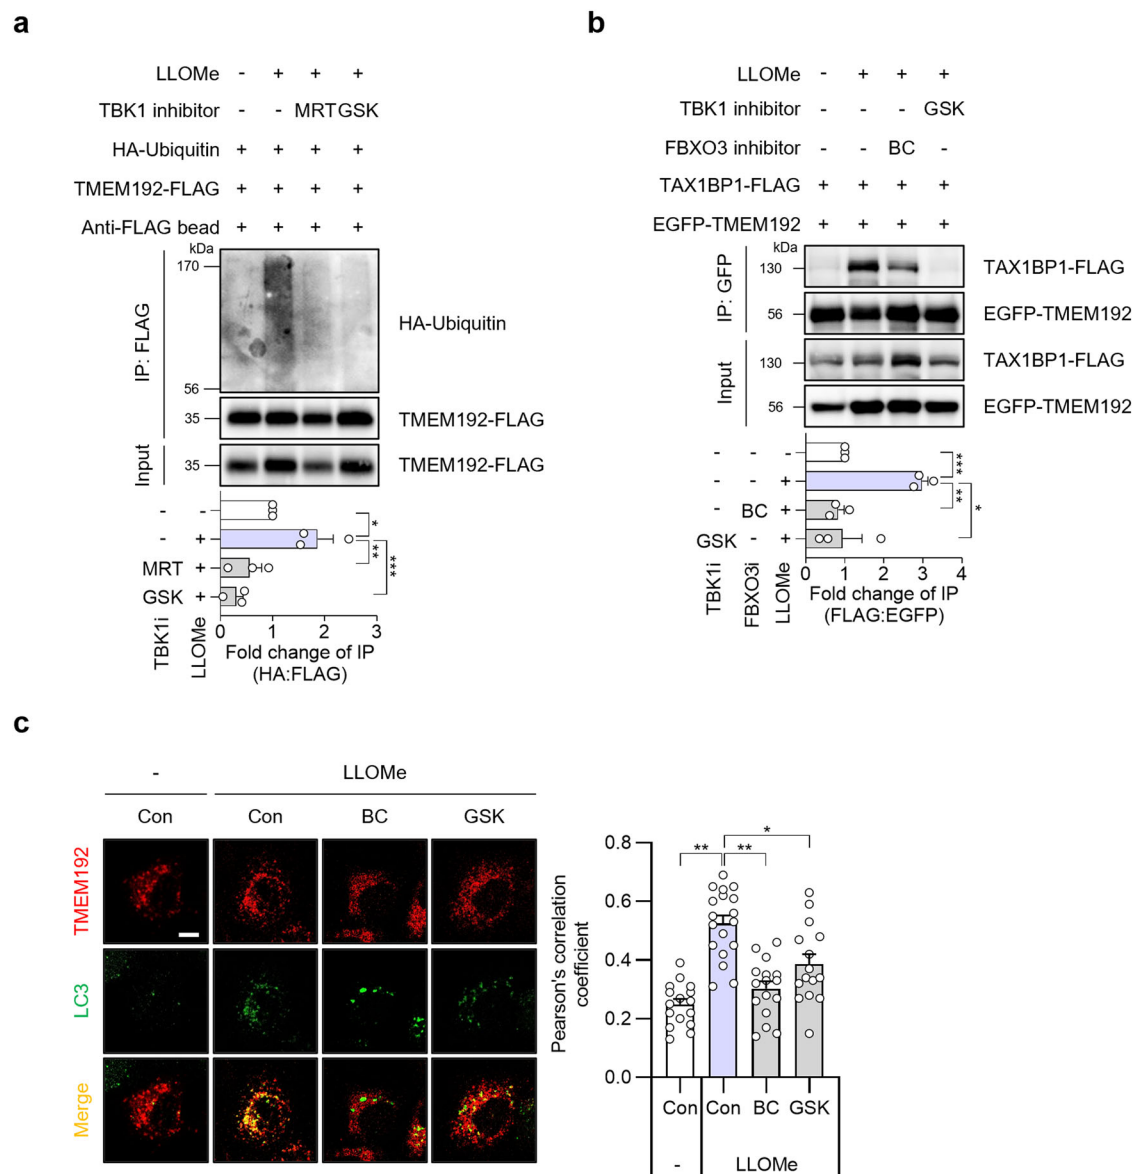 a
LLOMe - + + +
TBK1 inhibitor - - MRT GSK
HA-Ubiquitin + + + +
TMEM192-FLAG + + + +
Anti-FLAG bead + + + +
kDa
IP: FLAG
170
HA-Ubiquitin
56
35 TMEM192-FLAG
Input
35 TMEM192-FLAG
- -
*
- +
**
MRT +
***
GSK +
TBK1i
LLOMe
0 1 2 3
Fold change of IP
(HA:FLAG)
b
LLOMe - + + +
TBK1 inhibitor - - - GSK
FBXO3 inhibitor - - BC -
TAX1BP1-FLAG + + + +
EGFP-TMEM192 + + + +
kDa
IP: GFP
130 TAX1BP1-FLAG
56 EGFP-TMEM192
Input
130 TAX1BP1-FLAG
56 EGFP-TMEM192
- - -
***
- - +
**
- BC +
*
GSK - +
TBK1i
FBXO3i
LLOMe
0 1 2 3 4
Fold change of IP
(FLAG:EGFP)
c
- LLOMe
Con Con BC GSK
TMEM192
LC3
Merge
Pearson's correlation
coefficient
0.8
0.6
0.4
0.2
0.0
** ** *
Con Con BC GSK
- LLOMe